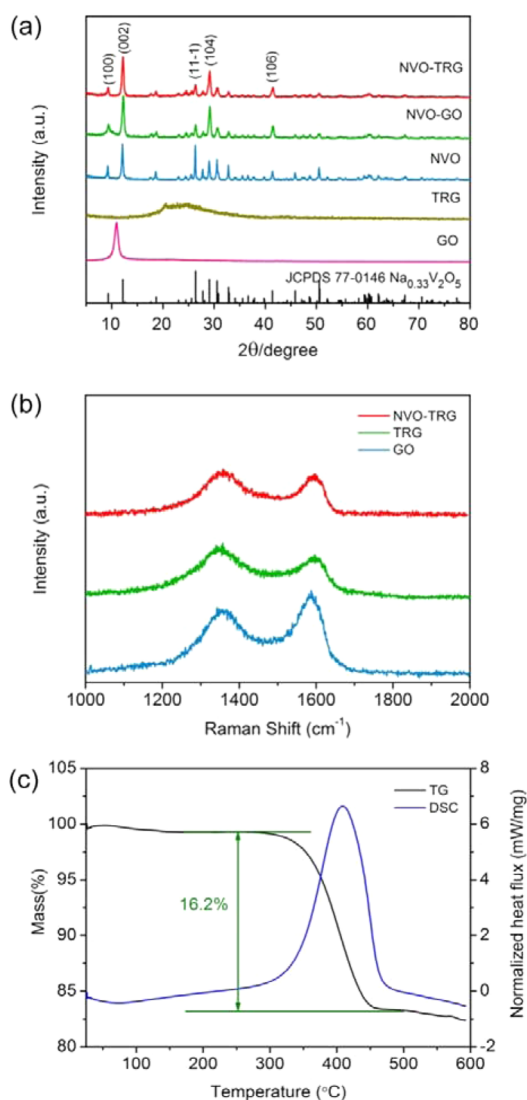 (a)
(100)
(002)
(11-1)
(104)
(106)
NVO-TRG
NVO-GO
NVO
TRG
GO
JCPDS 77-0146 Na0.33V2O5
Intensity (a.u.)
10 20 30 40 50 60 70 80
2θ/degree
(b)
NVO-TRG
TRG
GO
Intensity (a.u.)
1000 1200 1400 1600 1800 2000
Raman Shift (cm-1)
(c)
105
100
95
90
85
80
Mass(%)
TG
DSC
16.2%
8
6
4
2
0
-2
Normalized heat flux (mW/mg)
100 200 300 400 500 600
Temperature (°C)